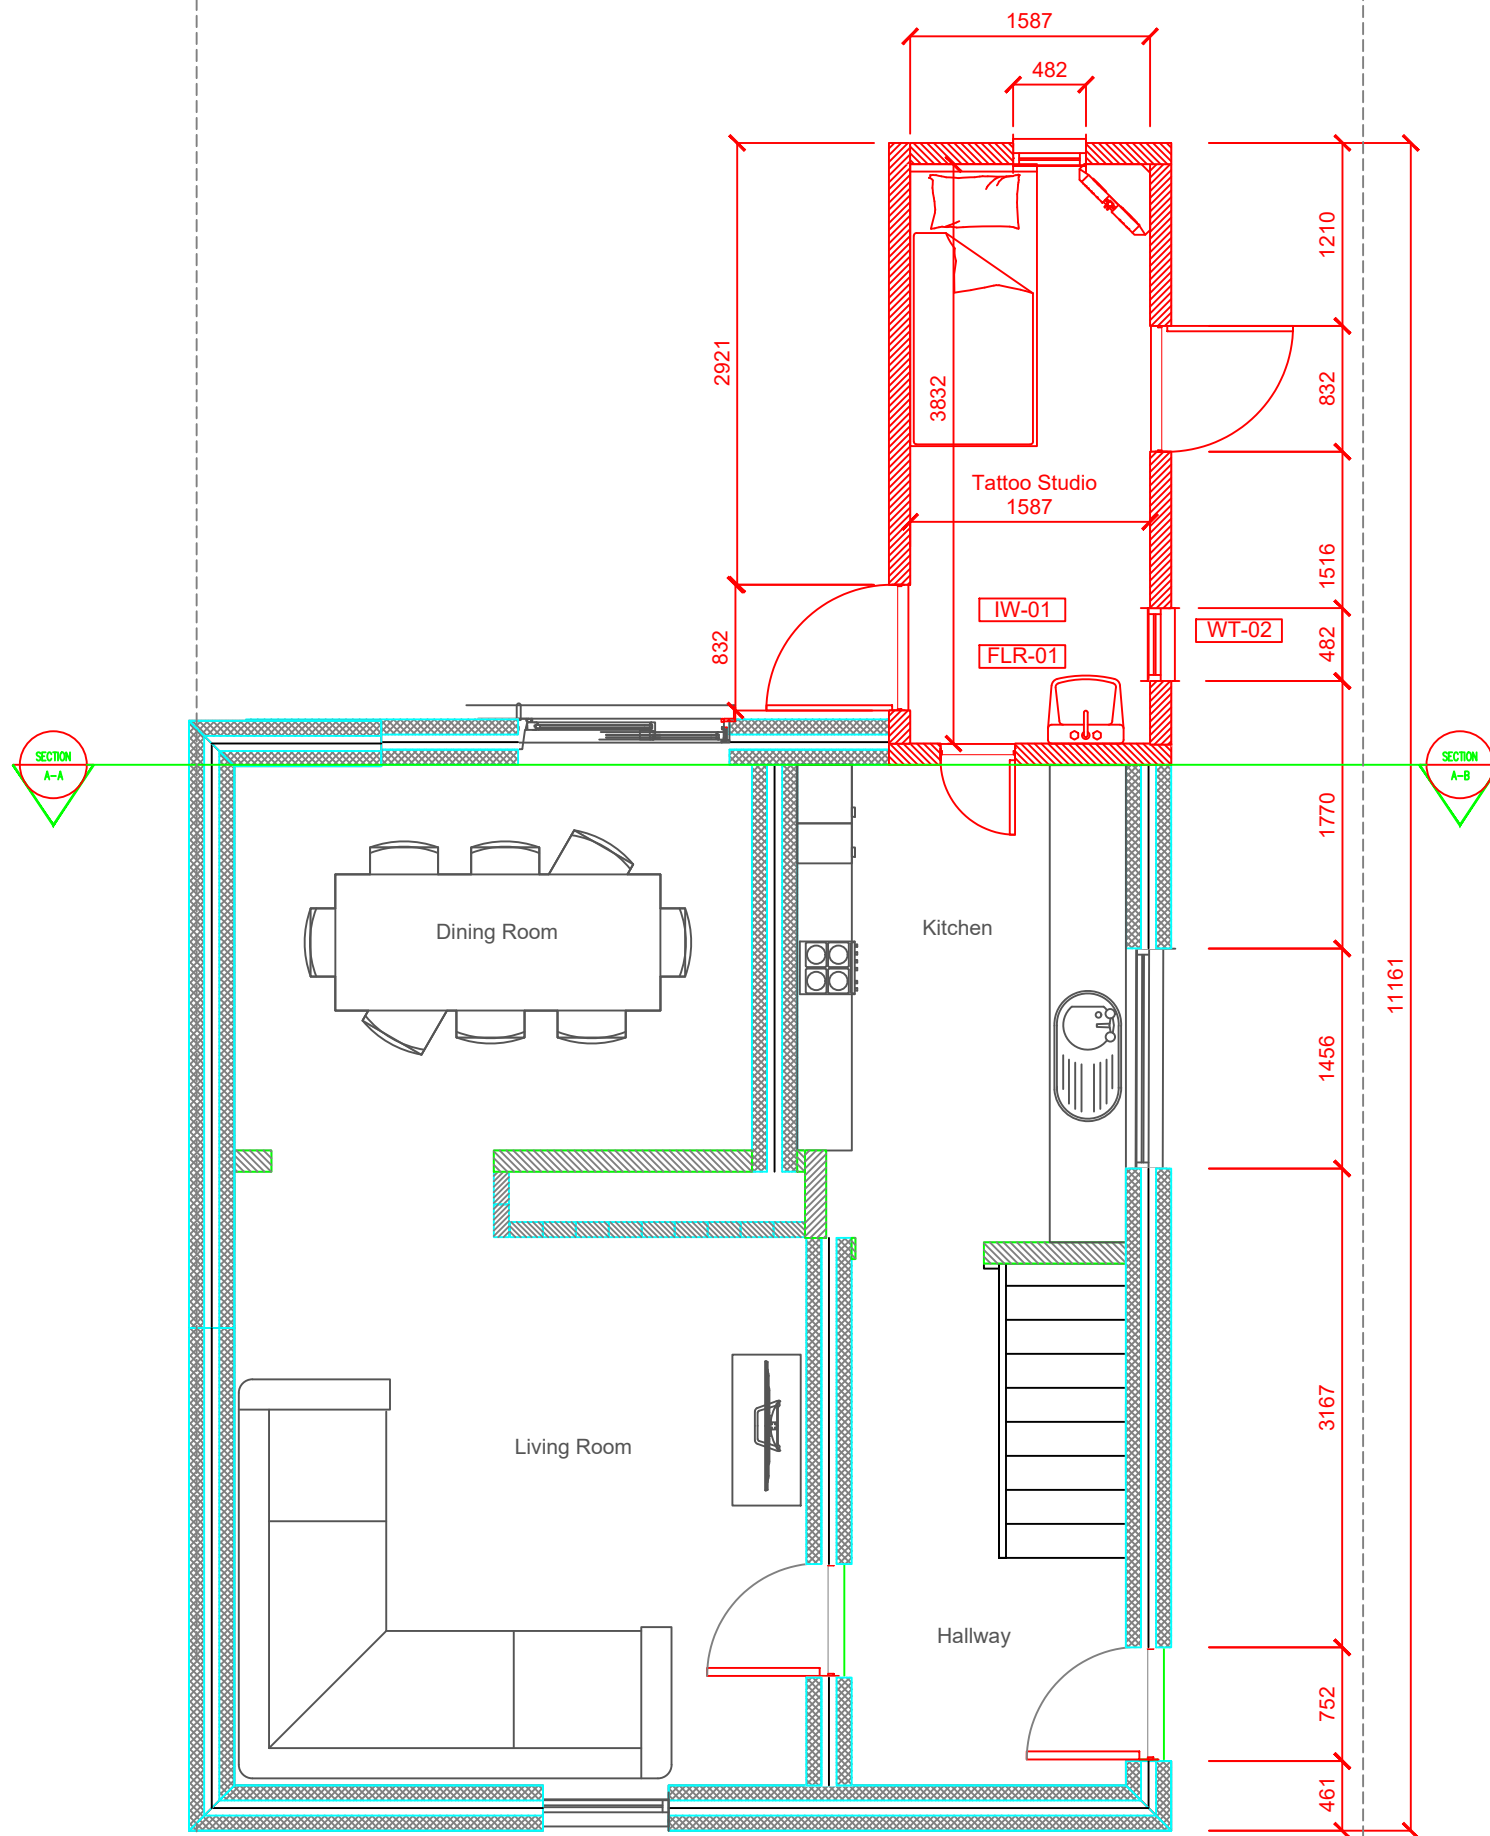 1587
482
1210
2921
832
3832
Tattoo Studio
1587
1516
IW-01
WT-02
FLR-01
832
482
SECTION
A-A
SECTION
A-B
1770
Dining Room
Kitchen
11161
1456
3167
Living Room
Hallway
752
461